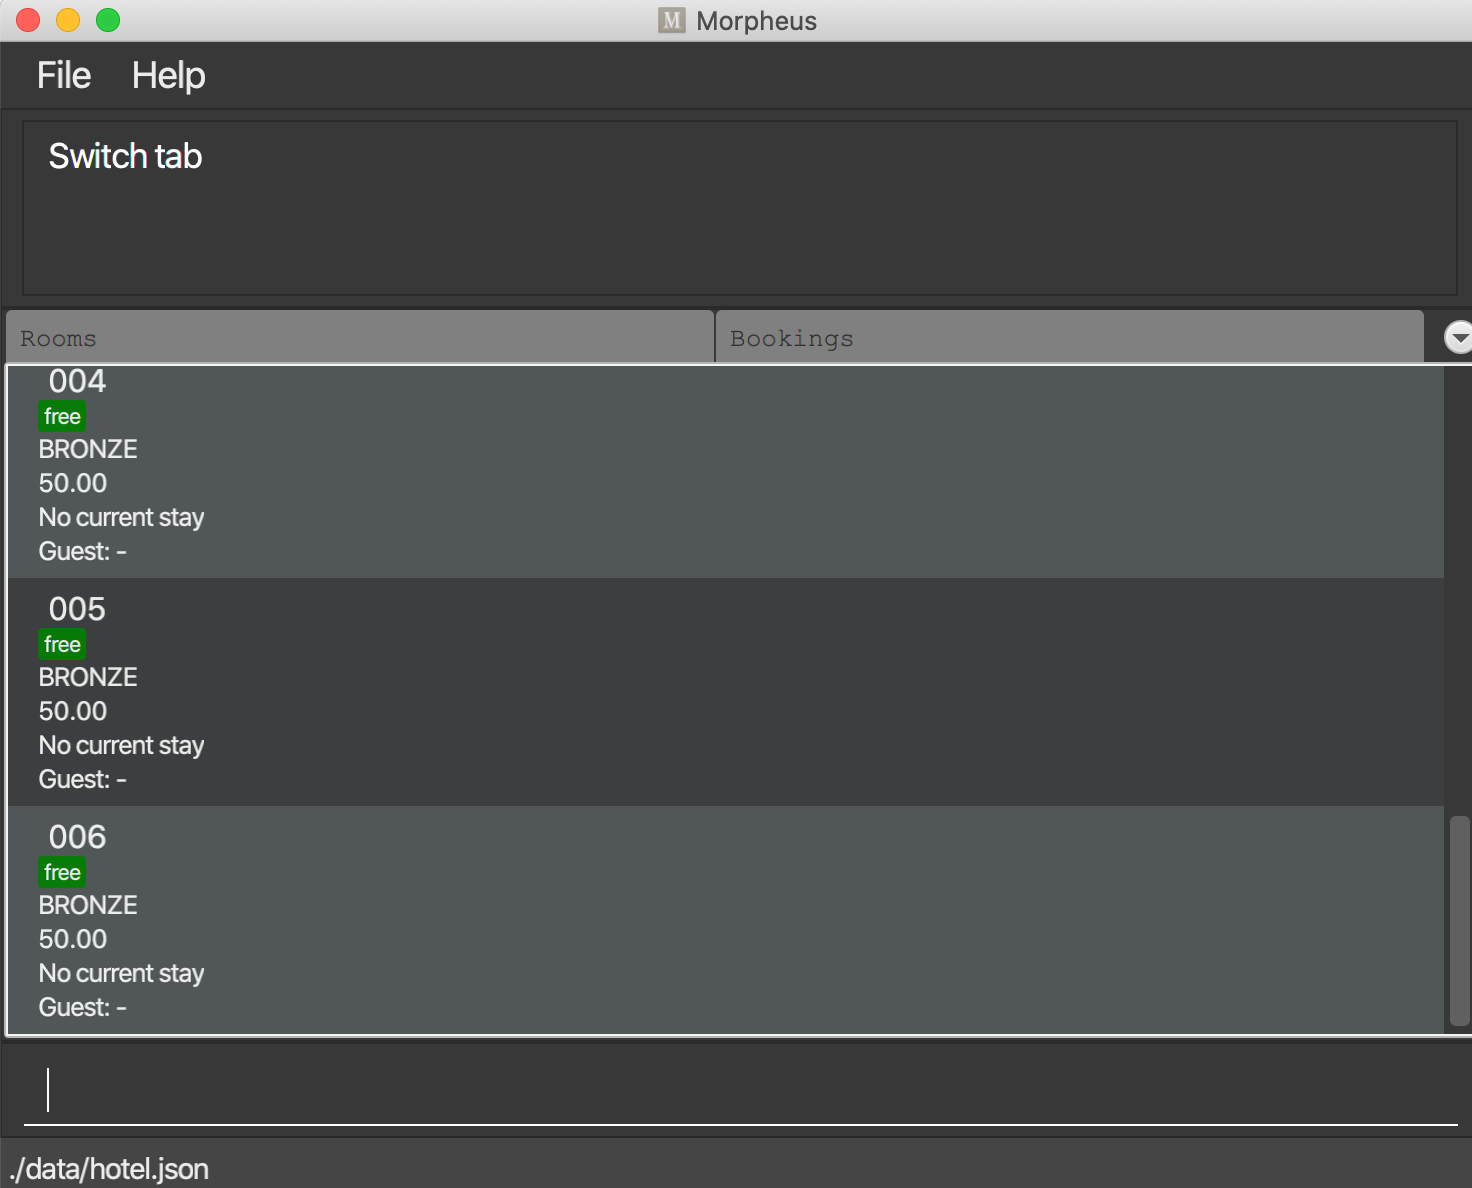 M Morpheus
File Help
Switch tab
Rooms Bookings
004
free
BRONZE
50.00
No current stay
Guest: -
005
free
BRONZE
50.00
No current stay
Guest: -
006
free
BRONZE
50.00
No current stay
Guest: -
./data/hotel.json